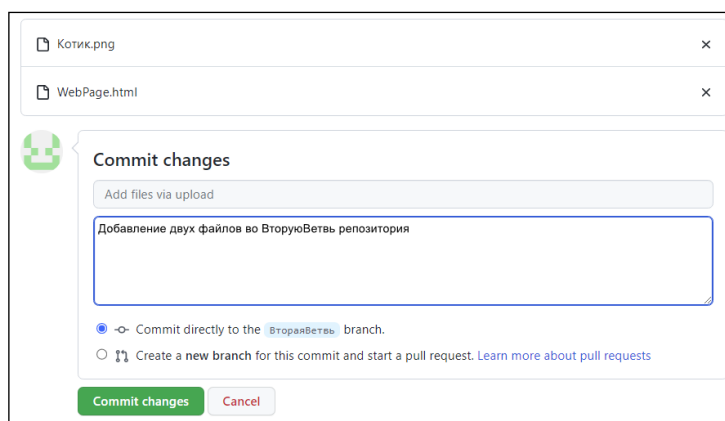 Котик.png
WebPage.html
Commit changes
Add files via upload
Добавление двух файлов во ВторуюВетвь репозитория
Commit directly to the ВтораяВетвь branch.
Create a new branch for this commit and start a pull request. Learn more about pull requests
Commit changes Cancel